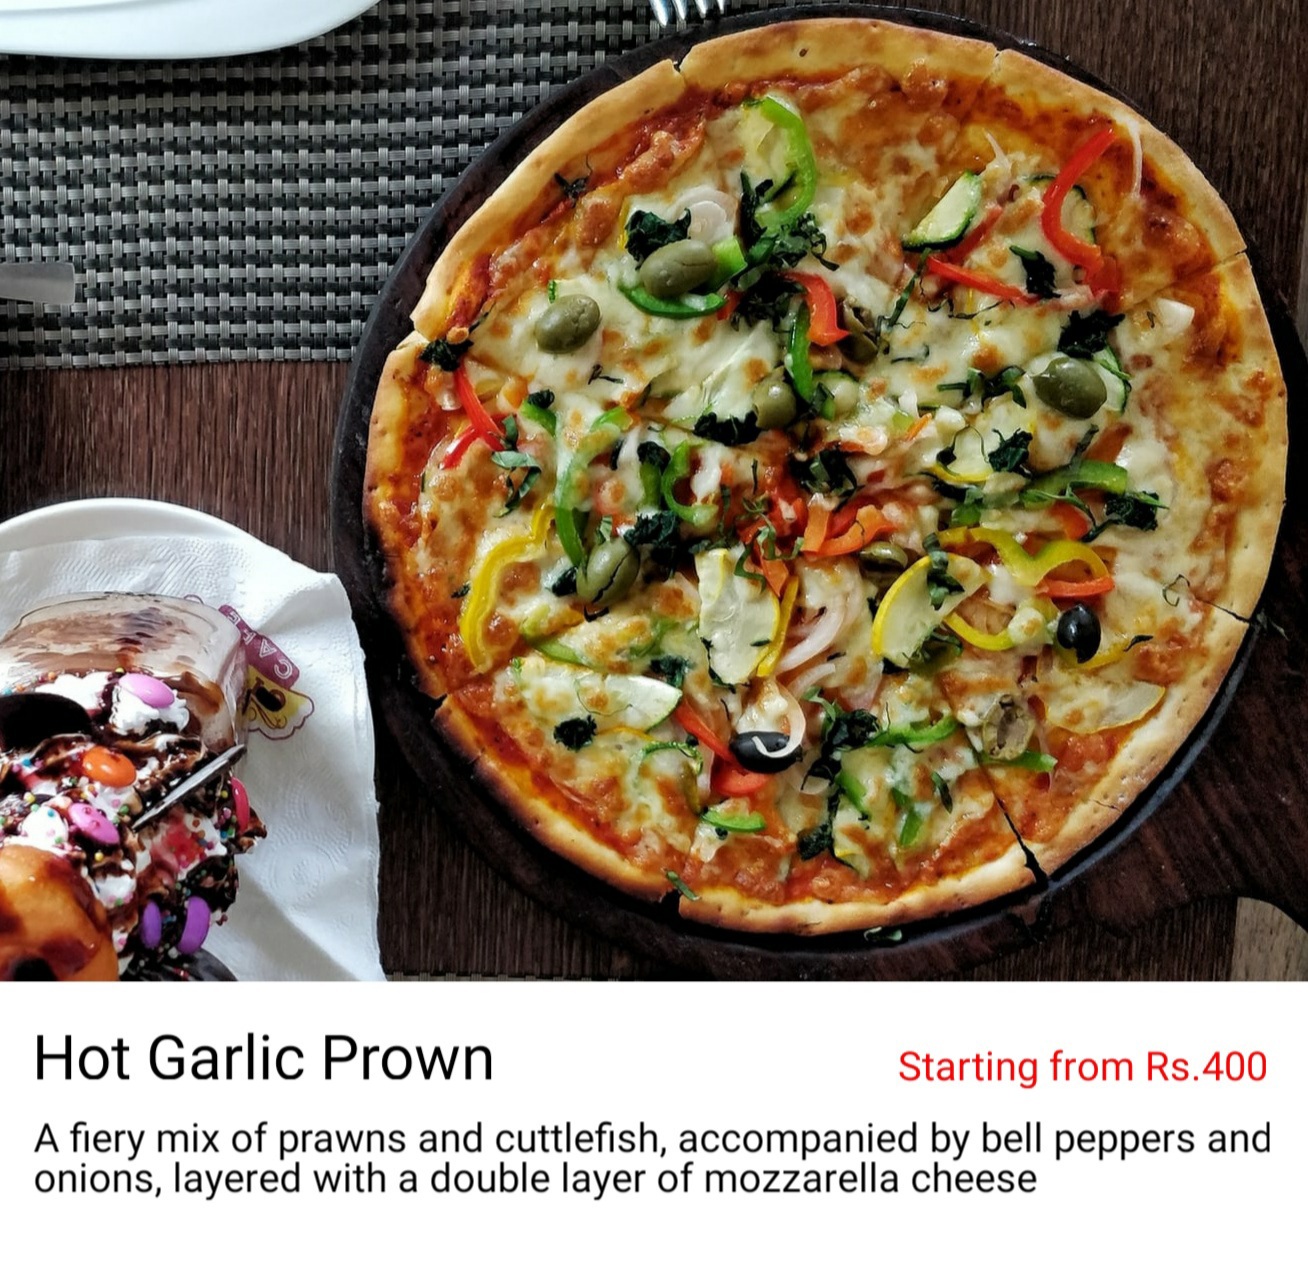 Hot Garlic Prown
Starting from Rs.400
A fiery mix of prawns and cuttlefish, accompanied by bell peppers and
onions, layered with a double layer of mozzarella cheese